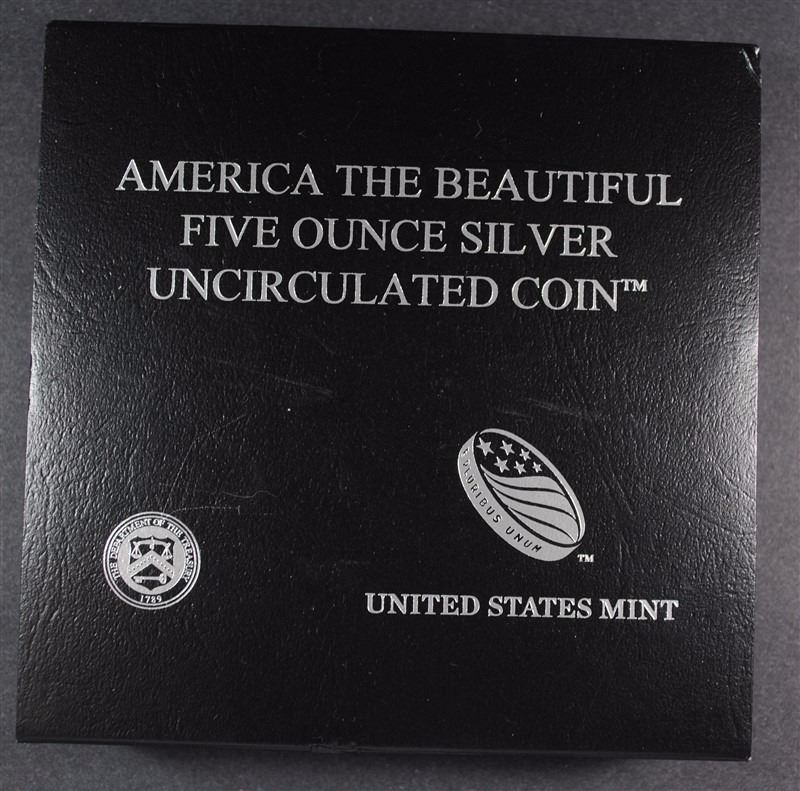 AMERICA THE BEAUTIFUL
FIVE OUNCE SILVER
UNCIRCULATED COIN™
E PLURIBUS UNUM
™
THE DEPARTMENT OF THE TREASURY
1789
UNITED STATES MINT